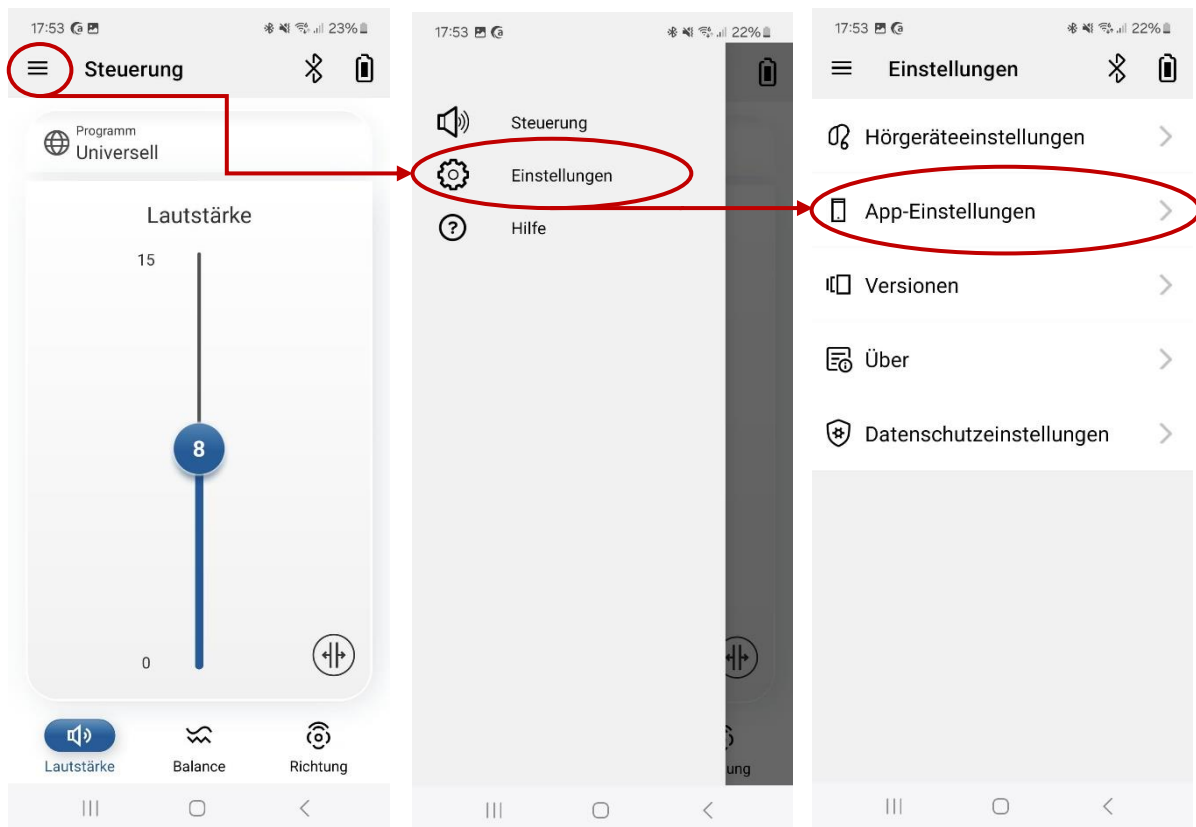 17:53
23%
Steuerung
Programm
Universell
Lautstärke
15
8
0
Lautstärke
Balance
Richtung
17:53
22%
Steuerung
Einstellungen
Hilfe
ung
17:53
22%
Einstellungen
Hörgeräteeinstellungen
App-Einstellungen
Versionen
Über
Datenschutzeinstellungen